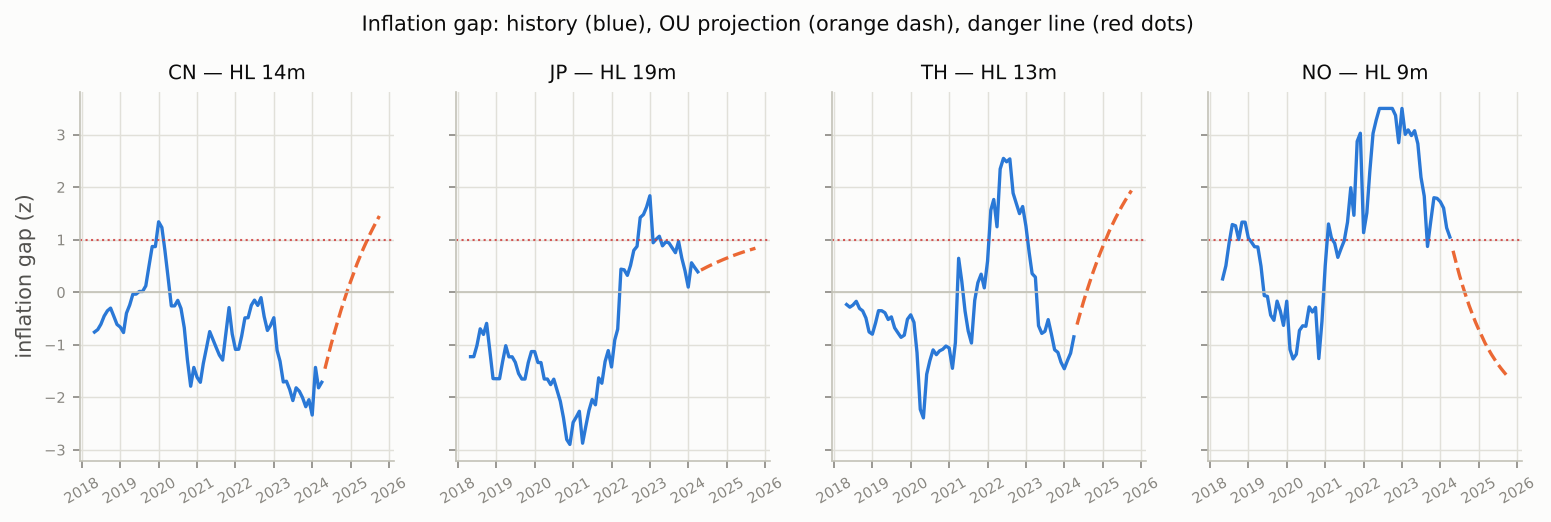 Inflation gap: history (blue), OU projection (orange dash), danger line (red dots)
CN — HL 14m
JP — HL 19m
TH — HL 13m
NO — HL 9m
inflation gap (z)
3
2
1
0
−1
−2
−3
2018 2019 2020 2021 2022 2023 2024 2025 2026
2018 2019 2020 2021 2022 2023 2024 2025 2026
2018 2019 2020 2021 2022 2023 2024 2025 2026
2018 2019 2020 2021 2022 2023 2024 2025 2026